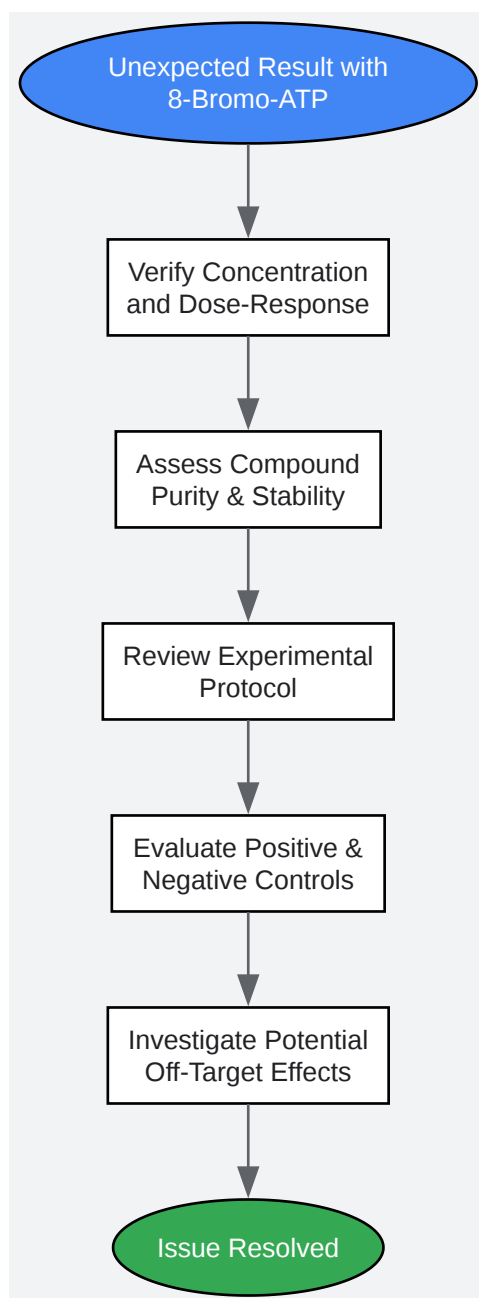 Unexpected Result with
8-Bromo-ATP
Verify Concentration
and Dose-Response
Assess Compound
Purity & Stability
Review Experimental
Protocol
Evaluate Positive &
Negative Controls
Investigate Potential
Off-Target Effects
Issue Resolved